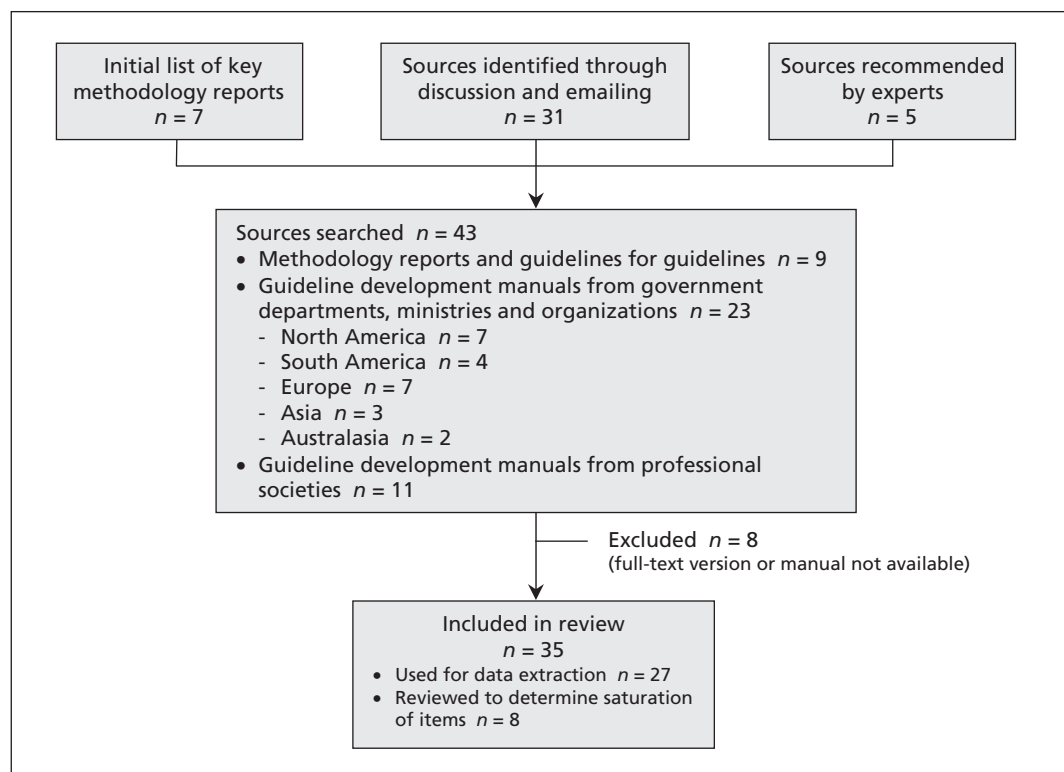 Initial list of key
methodology reports
n = 7
Sources identified through
discussion and emailing
n = 31
Sources recommended
by experts
n = 5
Sources searched n = 43
• Methodology reports and guidelines for guidelines n = 9
• Guideline development manuals from government
departments, ministries and organizations n = 23
- North America n = 7
- South America n = 4
- Europe n = 7
- Asia n = 3
- Australasia n = 2
• Guideline development manuals from professional
societies n = 11
Excluded n = 8
(full-text version or manual not available)
Included in review
n = 35
• Used for data extraction n = 27
• Reviewed to determine saturation
of items n = 8